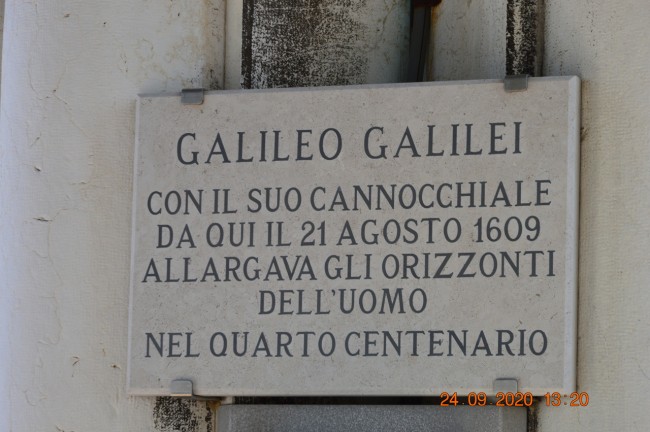 GALILEO GALILEI
CON IL SUO CANNOCCHIALE
DA QUI IL 21 AGOSTO 1609
ALLARGAVA GLI ORIZZONTI
DELL'UOMO
NEL QUARTO CENTENARIO
24.09.2020 13:20